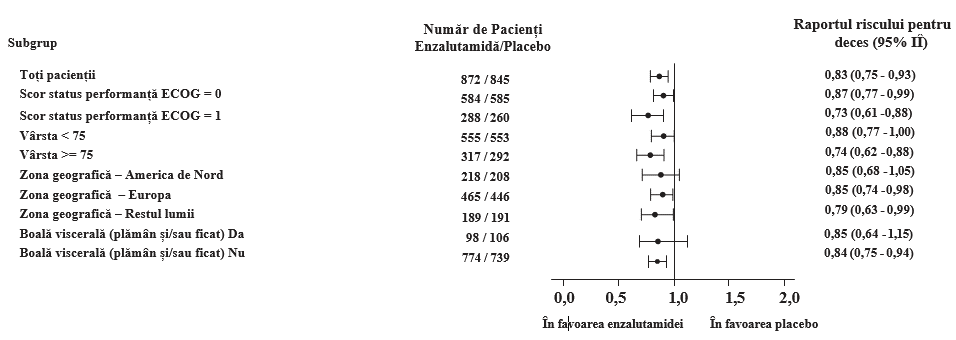 Subgrup Număr de Pacienți Enzalutamidă/Placebo Raportul riscului pentru deces (95% IÎ)
Toți pacienții 872 / 845 0,83 (0,75 - 0,93)
Scor status performanță ECOG = 0 584 / 585 0,87 (0,77 - 0,99)
Scor status performanță ECOG = 1 288 / 260 0,73 (0,61 -0,88)
Vârsta < 75 555 / 553 0,88 (0,77 - 1,00)
Vârsta >= 75 317 / 292 0,74 (0,62 -0,88)
Zona geografică – America de Nord 218 / 208 0,85 (0,68 - 1,05)
Zona geografică – Europa 465 / 446 0,85 (0,74 -0,98)
Zona geografică – Restul lumii 189 / 191 0,79 (0,63 -0,99)
Boală viscerală (plămân și/sau ficat) Da 98 / 106 0,85 (0,64 -1,15)
Boală viscerală (plămân și/sau ficat) Nu 774 / 739 0,84 (0,75 -0,94)
0,0 0,5 1,0 1,5 2,0
În favoarea enzalutamidei În favoarea placebo